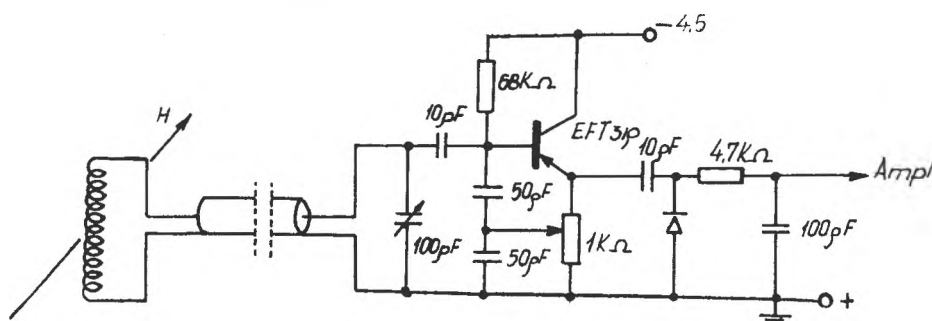 −4.5
68KΩ
H
10pF
EFT319
10pF
4.7KΩ
Ampl
50pF
100pF
50pF
1KΩ
100pF
+